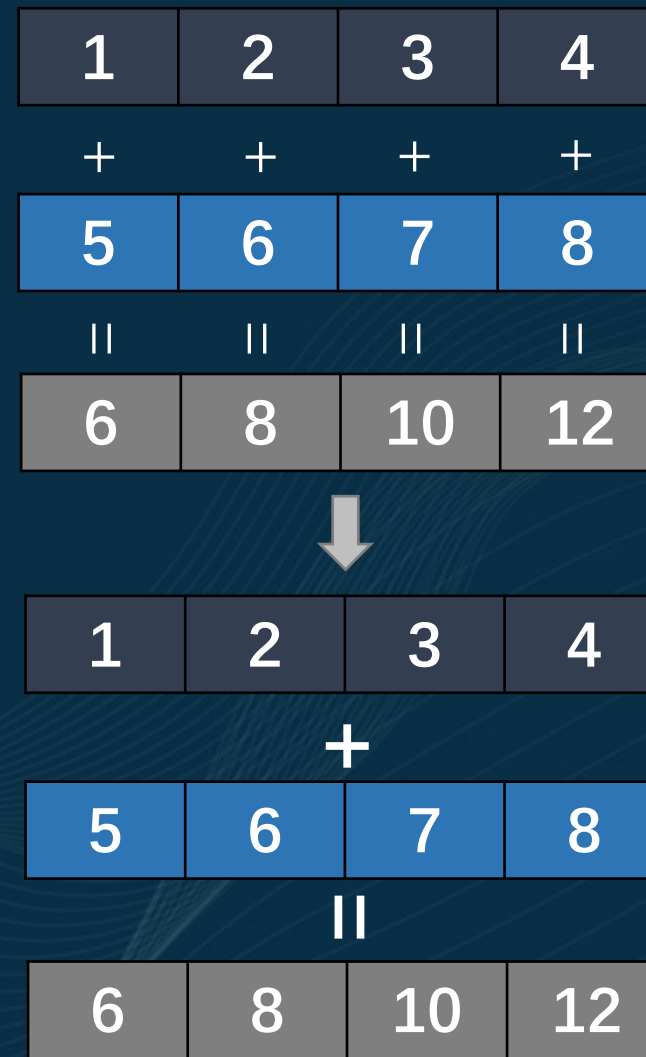 1 2 3 4
+ + + +
5 6 7 8
= = = =
6 8 10 12
1 2 3 4
+
5 6 7 8
=
6 8 10 12